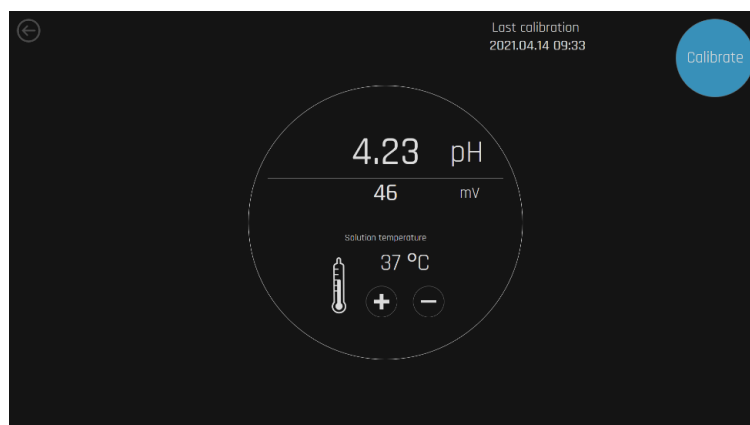 Last calibration
2021.04.14 09:33
Calibrate
4.23 pH
46 mV
Solution temperature
37 °C
+ −